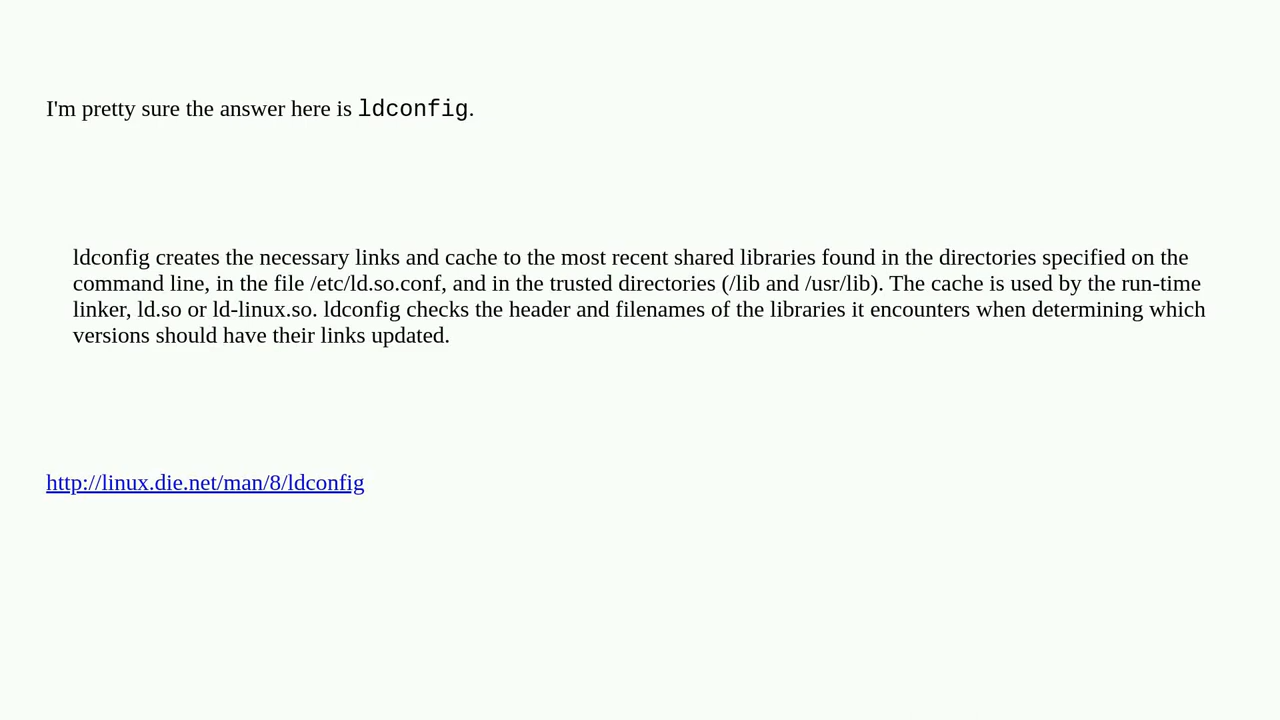 I'm pretty sure the answer here is ldconfig.
ldconfig creates the necessary links and cache to the most recent shared libraries found in the directories specified on the
command line, in the file /etc/ld.so.conf, and in the trusted directories (/lib and /usr/lib). The cache is used by the run-time
linker, ld.so or ld-linux.so. ldconfig checks the header and filenames of the libraries it encounters when determining which
versions should have their links updated.
http://linux.die.net/man/8/ldconfig